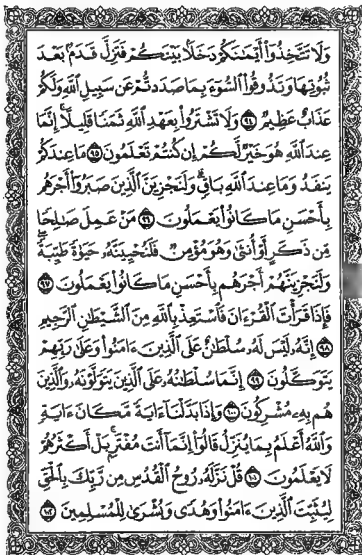 وَلَا تَتَّخِذُوٓا۟ أَيْمَـٰنَكُمْ دَخَلًۢا بَيْنَكُمْ فَتَزِلَّ قَدَمٌۢ بَعْدَ
ثُبُوتِهَا وَتَذُوقُوا۟ ٱلسُّوٓءَ بِمَا صَدَدتُّمْ عَن سَبِيلِ ٱللَّهِ وَلَكُمْ
عَذَابٌ عَظِيمٌ ۝٩٤ وَلَا تَشْتَرُوا۟ بِعَهْدِ ٱللَّهِ ثَمَنًا قَلِيلًا ۚ إِنَّمَا
عِندَ ٱللَّهِ هُوَ خَيْرٌ لَّكُمْ إِن كُنتُمْ تَعْلَمُونَ ۝٩٥ مَا عِندَكُمْ
يَنفَدُ وَمَا عِندَ ٱللَّهِ بَاقٍ ۗ وَلَنَجْزِيَنَّ ٱلَّذِينَ صَبَرُوٓا۟ أَجْرَهُم
بِأَحْسَنِ مَا كَانُوا۟ يَعْمَلُونَ ۝٩٦ مَنْ عَمِلَ صَـٰلِحًا
مِّن ذَكَرٍ أَوْ أُنثَىٰ وَهُوَ مُؤْمِنٌ فَلَنُحْيِيَنَّهُۥ حَيَوٰةً طَيِّبَةً ۖ
وَلَنَجْزِيَنَّهُمْ أَجْرَهُم بِأَحْسَنِ مَا كَانُوا۟ يَعْمَلُونَ ۝٩٧
فَإِذَا قَرَأْتَ ٱلْقُرْءَانَ فَٱسْتَعِذْ بِٱللَّهِ مِنَ ٱلشَّيْطَـٰنِ ٱلرَّجِيمِ
۝٩٨ إِنَّهُۥ لَيْسَ لَهُۥ سُلْطَـٰنٌ عَلَى ٱلَّذِينَ ءَامَنُوا۟ وَعَلَىٰ رَبِّهِمْ
يَتَوَكَّلُونَ ۝٩٩ إِنَّمَا سُلْطَـٰنُهُۥ عَلَى ٱلَّذِينَ يَتَوَلَّوْنَهُۥ وَٱلَّذِينَ
هُم بِهِۦ مُشْرِكُونَ ۝١٠٠ وَإِذَا بَدَّلْنَآ ءَايَةً مَّكَانَ ءَايَةٍ ۙ
وَٱللَّهُ أَعْلَمُ بِمَا يُنَزِّلُ قَالُوٓا۟ إِنَّمَآ أَنتَ مُفْتَرٍۭ ۚ بَلْ أَكْثَرُهُمْ
لَا يَعْلَمُونَ ۝١٠١ قُلْ نَزَّلَهُۥ رُوحُ ٱلْقُدُسِ مِن رَّبِّكَ بِٱلْحَقِّ
لِيُثَبِّتَ ٱلَّذِينَ ءَامَنُوا۟ وَهُدًى وَبُشْرَىٰ لِلْمُسْلِمِينَ ۝١٠٢